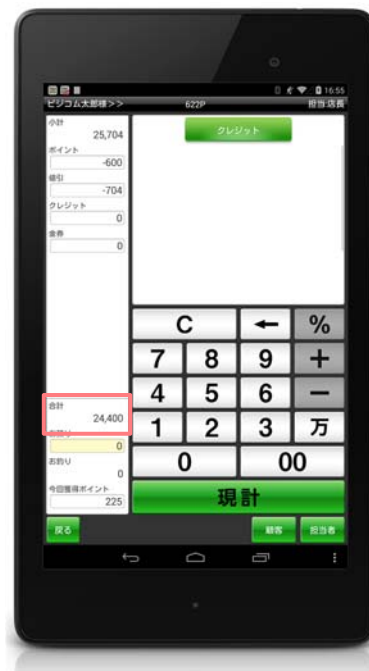 16:55
ビジコム太郎様>> 622P 担当:店長
小計
25,704
クレジット
ポイント
-600
値引
-704
クレジット
0
金券
0
C ← %
7 8 9 +
4 5 6 −
合計
24,400
1 2 3 万
0
お釣り
0
0 00
今回獲得ポイント
225
現計
戻る 顧客 担当者